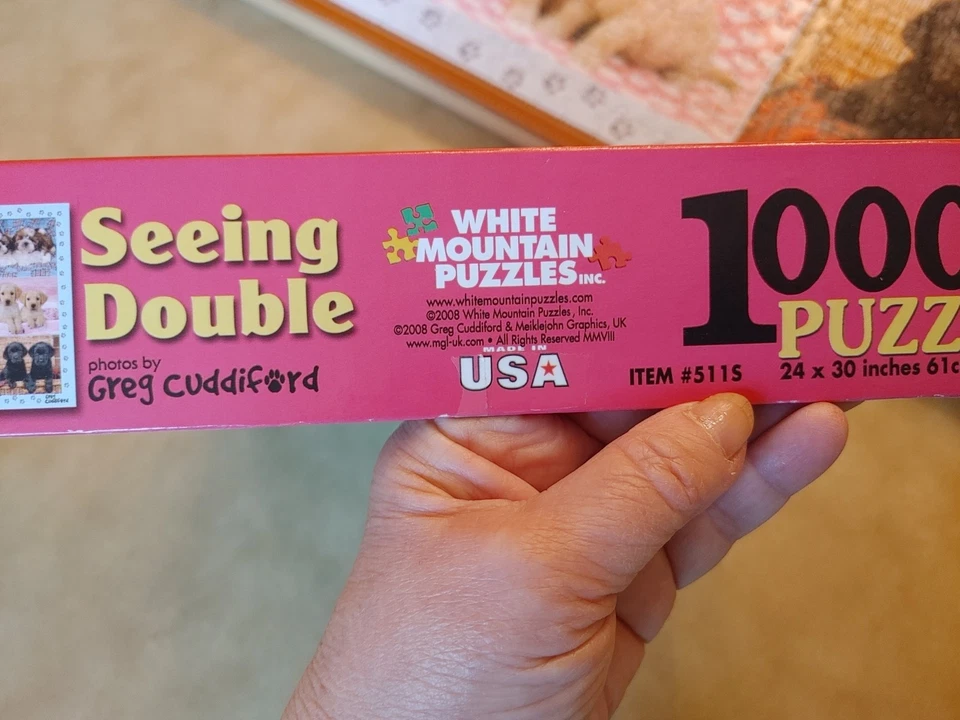 Seeing
Double
photos by
Greg Cuddiford
WHITE
MOUNTAIN
PUZZLES INC.
www.whitemountainpuzzles.com
©2008 White Mountain Puzzles, Inc.
©2008 Greg Cuddiford & Meiklejohn Graphics, UK
www.mgl-uk.com • All Rights Reserved MMVIII
MADE IN
USA
ITEM #511S
1000
PUZZ
24 x 30 inches 61c